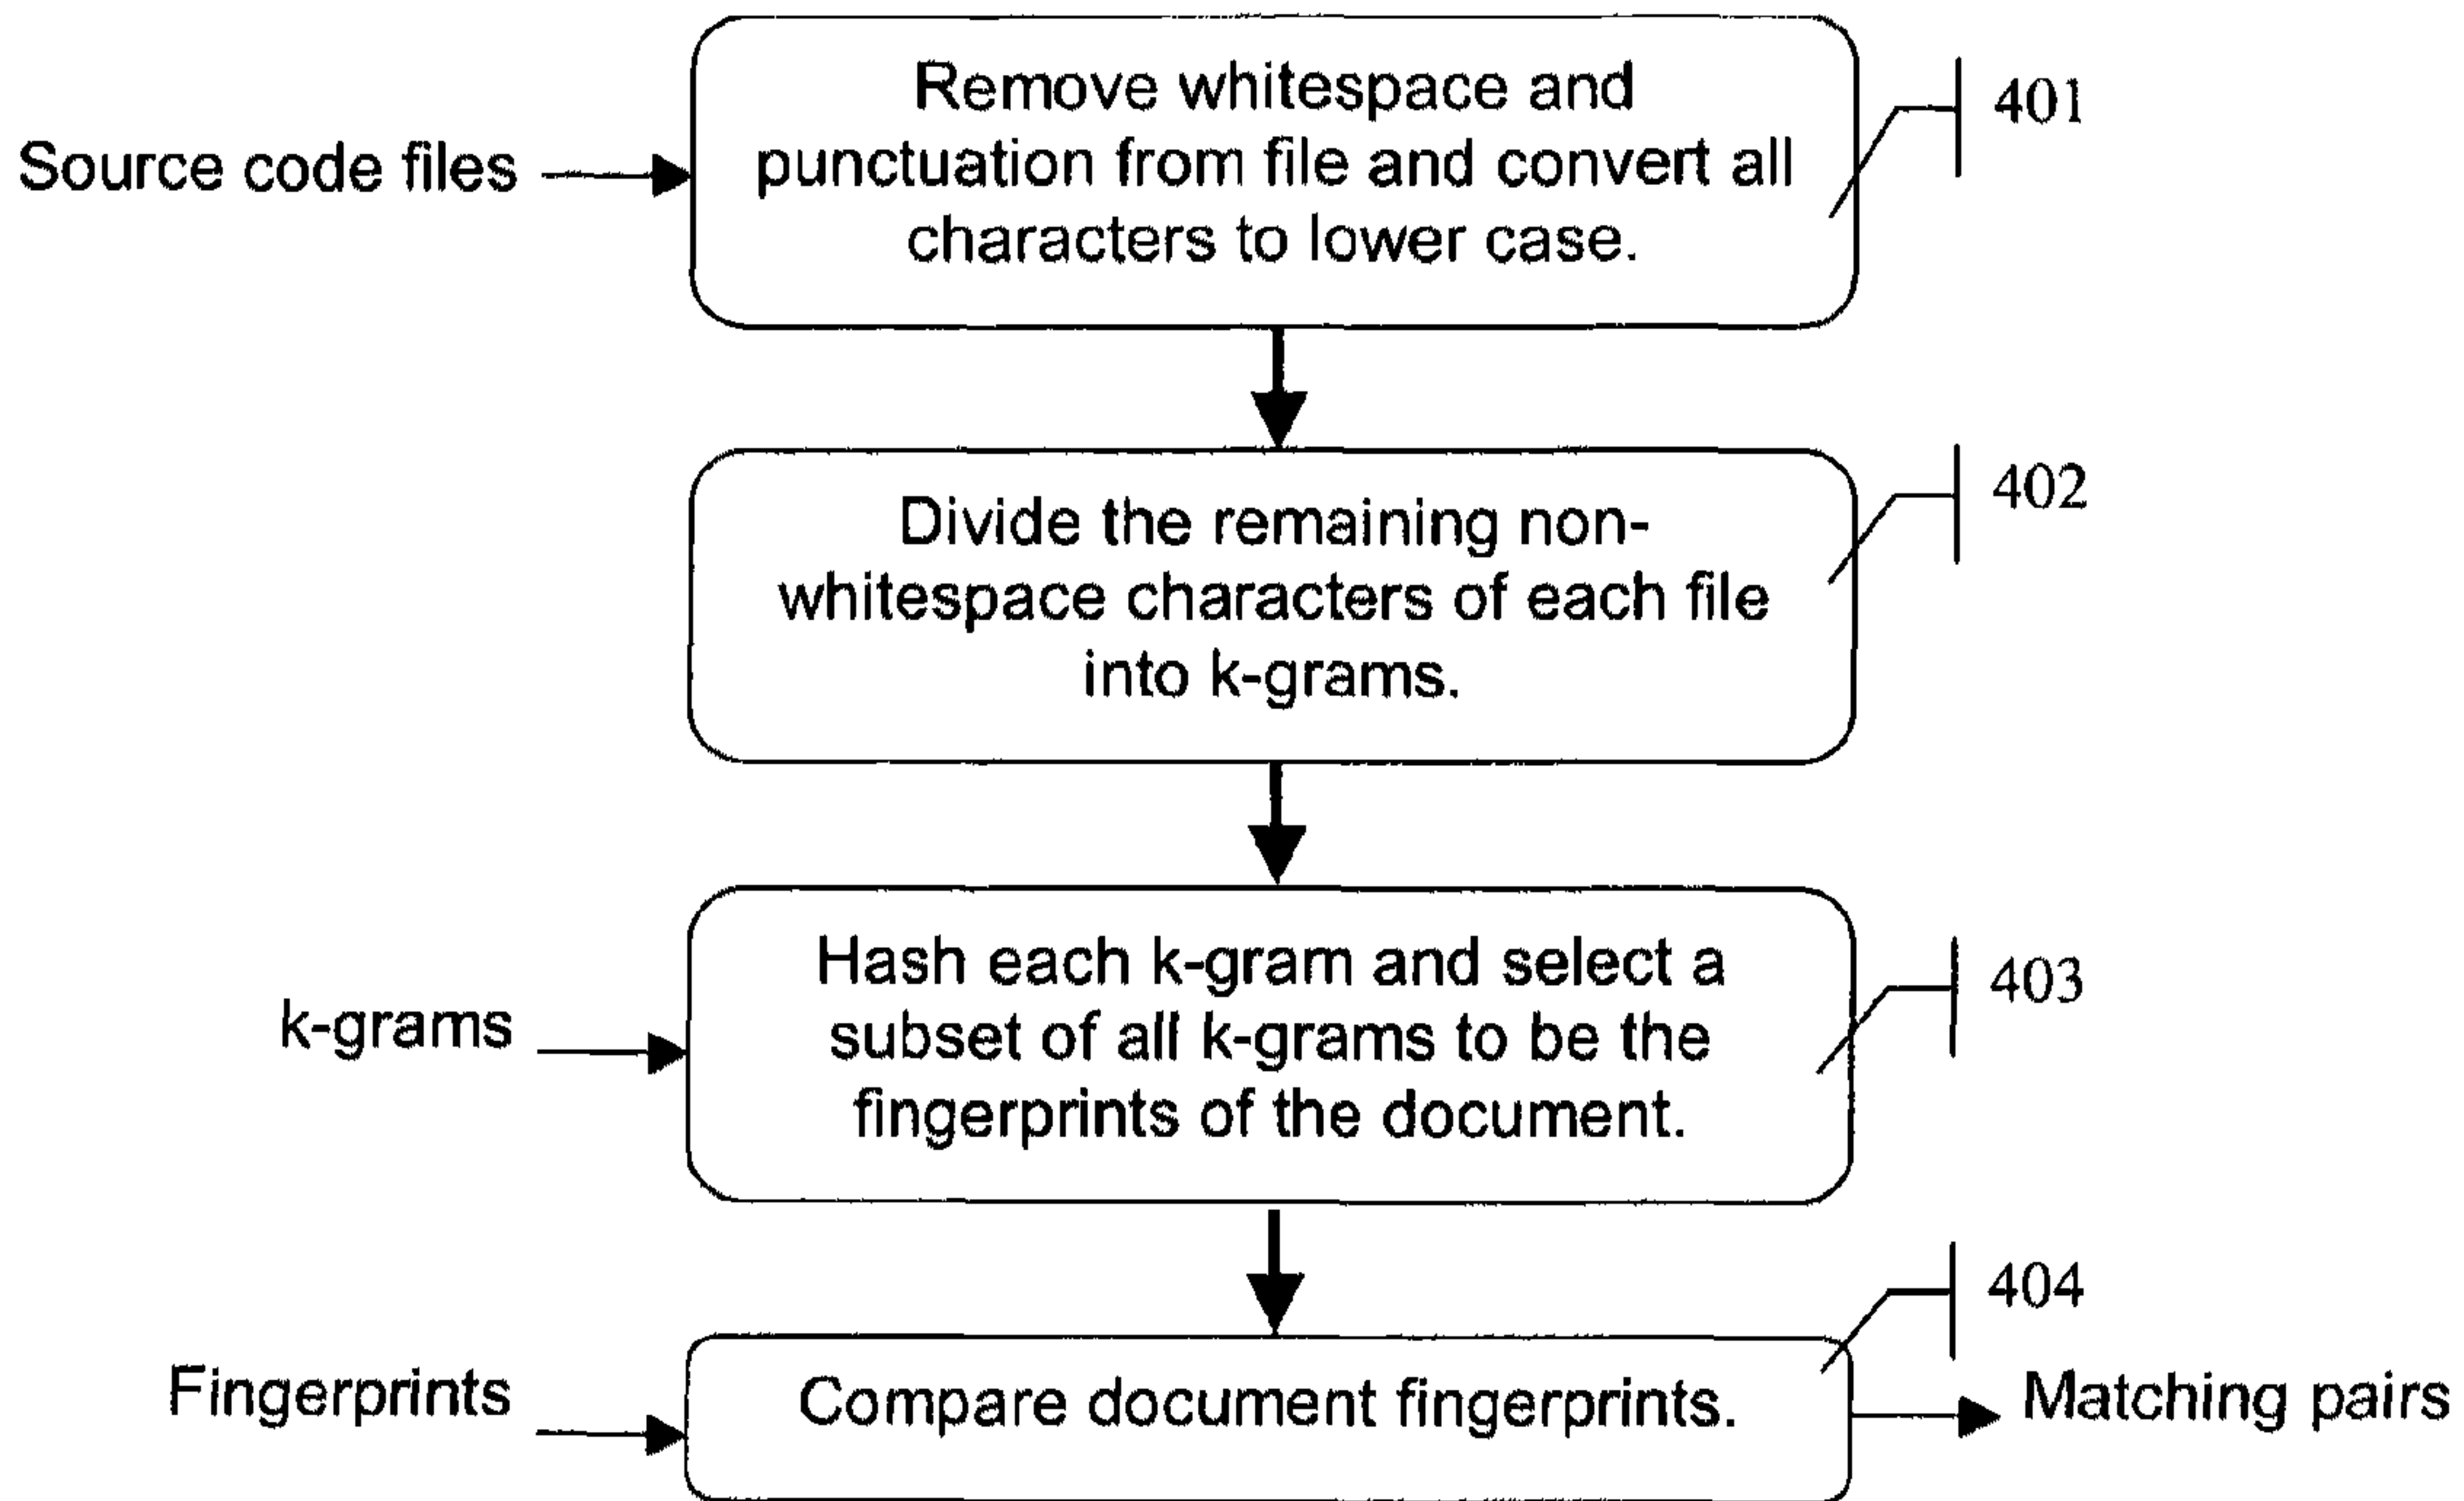 Remove whitespace and
punctuation from file and convert all
characters to lower case.
401
Source code files
Divide the remaining non-
whitespace characters of each file
into k-grams.
402
Hash each k-gram and select a
subset of all k-grams to be the
fingerprints of the document.
403
k-grams
404
Fingerprints
Compare document fingerprints.
Matching pairs